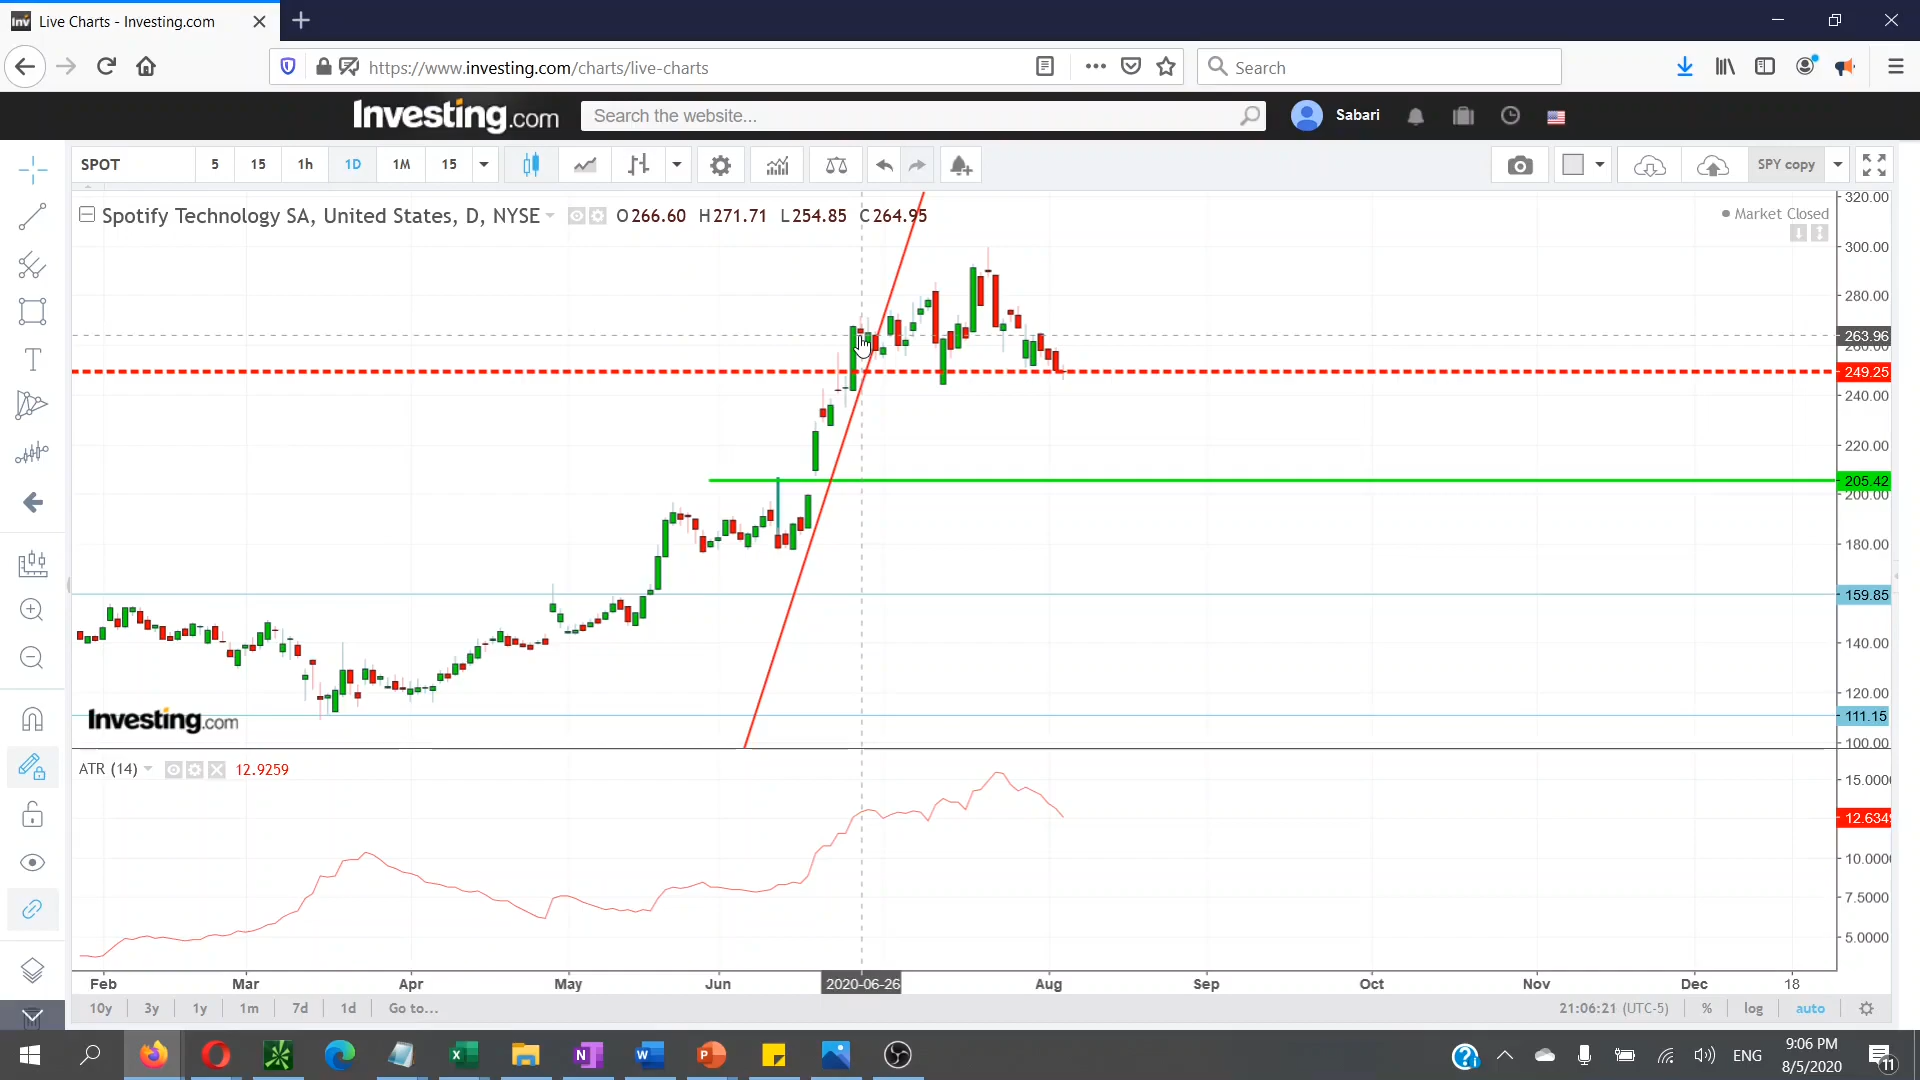 Live Charts - Investing.com
https://www.investing.com/charts/live-charts
Search
Investing.com
Search the website...
Sabari
SPOT 5 15 1h 1D 1M 15
SPY copy
Spotify Technology SA, United States, D, NYSE O266.60 H271.71 L254.85 C264.95
Market Closed
320.00
300.00
280.00
263.96
249.25
240.00
220.00
205.42
200.00
180.00
159.85
140.00
120.00
111.15
100.00
Investing.com
ATR (14) 12.9259
15.0000
12.6349
10.0000
7.5000
5.0000
Feb Mar Apr May Jun 2020-06-26 Aug Sep Oct Nov Dec 18
10y 3y 1y 1m 7d 1d Go to... 21:06:21 (UTC-5) % log auto
ENG
9:06 PM
8/5/2020
11